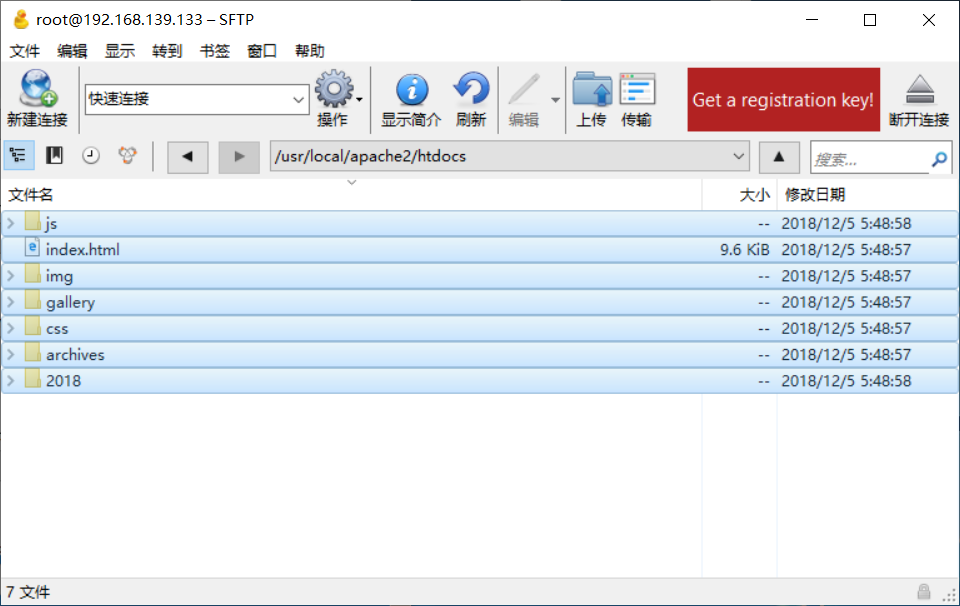 root@192.168.139.133 – SFTP
文件 编辑 显示 转到 书签 窗口 帮助
快速连接
新建连接 操作 显示简介 刷新 编辑 上传 传输 Get a registration key! 断开连接
/usr/local/apache2/htdocs 搜索...
文件名 大小 修改日期
js -- 2018/12/5 5:48:58
index.html 9.6 KiB 2018/12/5 5:48:57
img -- 2018/12/5 5:48:57
gallery -- 2018/12/5 5:48:57
css -- 2018/12/5 5:48:57
archives -- 2018/12/5 5:48:57
2018 -- 2018/12/5 5:48:58
7 文件